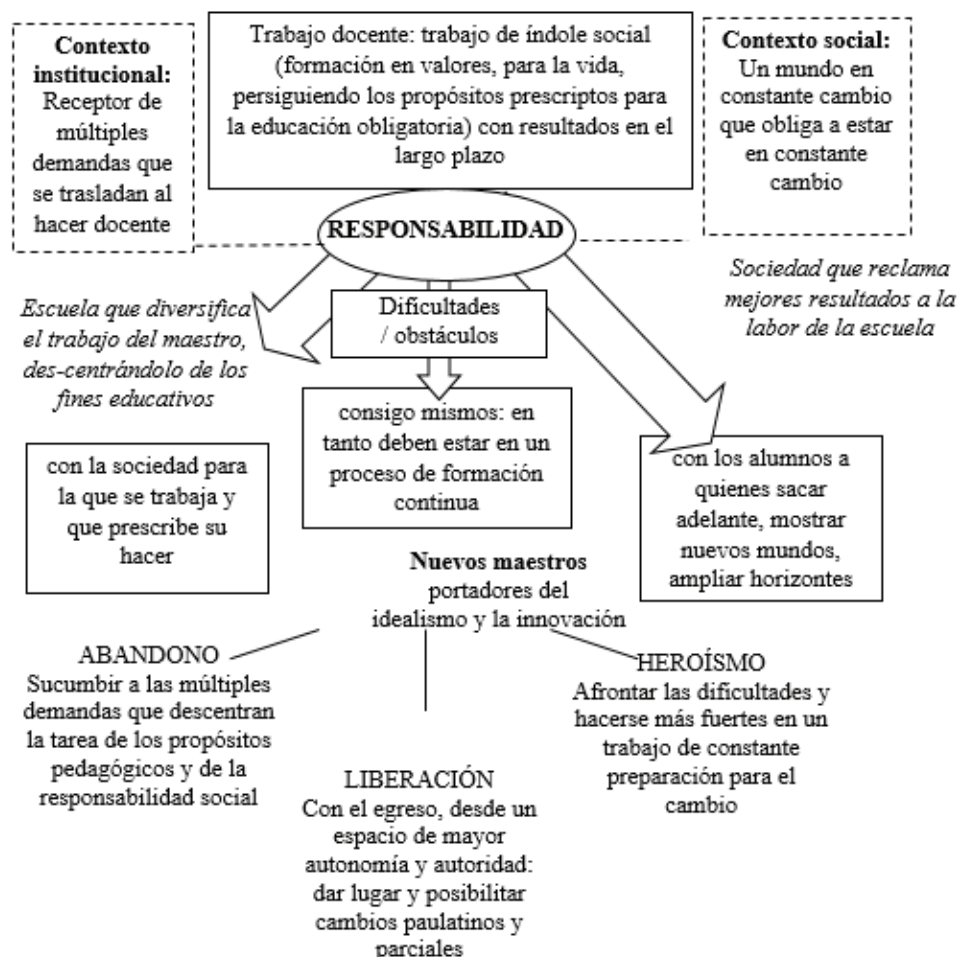 Contexto
institucional:
Receptor de
múltiples
demandas que
se trasladan al
hacer docente
Trabajo docente: trabajo de índole social
(formación en valores, para la vida,
persiguiendo los propósitos prescriptos para
la educación obligatoria) con resultados en el
largo plazo
Contexto social:
Un mundo en
constante cambio
que obliga a estar
en constante
cambio
RESPONSABILIDAD
Escuela que diversifica
el trabajo del maestro,
des-centrándolo de los
fines educativos
Dificultades
/ obstáculos
Sociedad que reclama
mejores resultados a la
labor de la escuela
con la sociedad para
la que se trabaja y
que prescribe su
hacer
consigo mismos: en
tanto deben estar en un
proceso de formación
continua
con los alumnos a
quienes sacar
adelante, mostrar
nuevos mundos,
ampliar horizontes
Nuevos maestros
portadores del
idealismo y la innovación
ABANDONO
Sucumbir a las múltiples
demandas que descentran
la tarea de los propósitos
pedagógicos y de la
responsabilidad social
LIBERACIÓN
Con el egreso, desde un
espacio de mayor
autonomía y autoridad:
dar lugar y posibilitar
cambios paulatinos y
parciales
HEROÍSMO
Afrontar las dificultades y
hacerse más fuertes en un
trabajo de constante
preparación para el
cambio